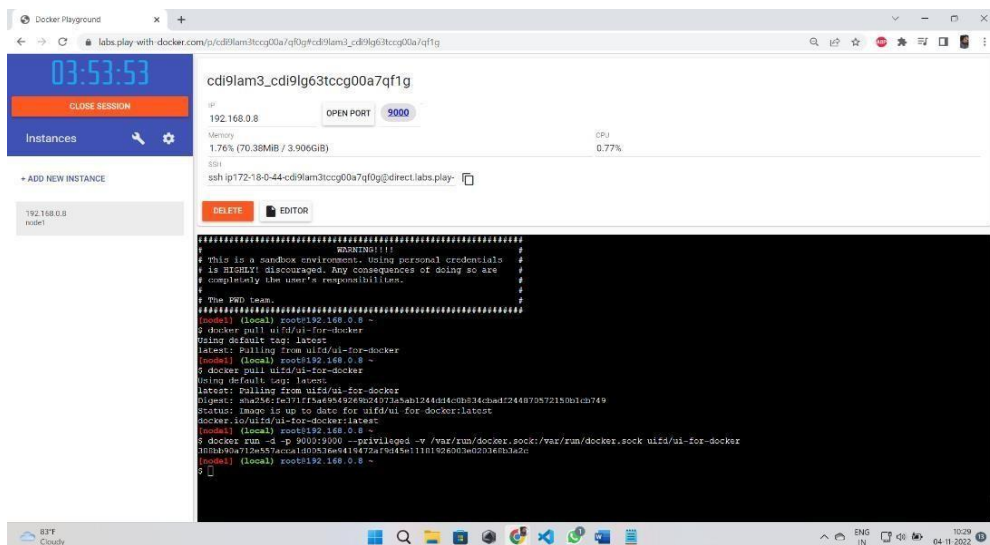 Docker Playground
labs.play-with-docker.com/p/cdi9lam3tccg00a7qf0g#cdi9lam3_cdi9lg63tccg00a7qf1g
03:53:53
CLOSE SESSION
Instances
+ ADD NEW INSTANCE
192.168.0.8
node1
cdi9lam3_cdi9lg63tccg00a7qf1g
IP
192.168.0.8
OPEN PORT
9000
Memory
1.76% (70.38MiB / 3.906GiB)
CPU
0.77%
SSH
ssh ip172-18-0-44-cdi9lam3tccg00a7qf0g@direct.labs.play-
DELETE
EDITOR
###############################################################
# WARNING!!!! #
# This is a sandbox environment. Using personal credentials #
# is HIGHLY! discouraged. Any consequences of doing so are #
# completely the user's responsibilites. #
# #
# The PWD team. #
###############################################################
[node1] (local) root@192.168.0.8 ~
$ docker pull uifd/ui-for-docker
Using default tag: latest
latest: Pulling from uifd/ui-for-docker
[node1] (local) root@192.168.0.8 ~
$ docker pull uifd/ui-for-docker
Using default tag: latest
latest: Pulling from uifd/ui-for-docker
Digest: sha256:fe371ff5a69549269b24073a5ab1244dd4c0b834cbadf244870572150b1cb749
Status: Image is up to date for uifd/ui-for-docker:latest
docker.io/uifd/ui-for-docker:latest
[node1] (local) root@192.168.0.8 ~
$ docker run -d -p 9000:9000 --privileged -v /var/run/docker.sock:/var/run/docker.sock uifd/ui-for-docker
[node1] (local) root@192.168.0.8 ~
$
83°F
Cloudy
ENG
IN
10:29
04-11-2022